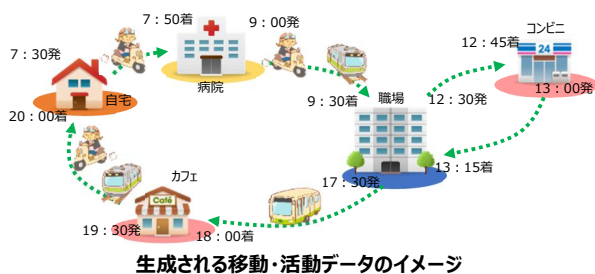 7：50着
9：00発
7：30発
病院
自宅
20：00着
9：30着
職場
12：30発
12：45着
コンビニ
24
13：00発
13：15着
17：30発
カフェ
Café
19：30発
18：00着
生成される移動・活動データのイメージ